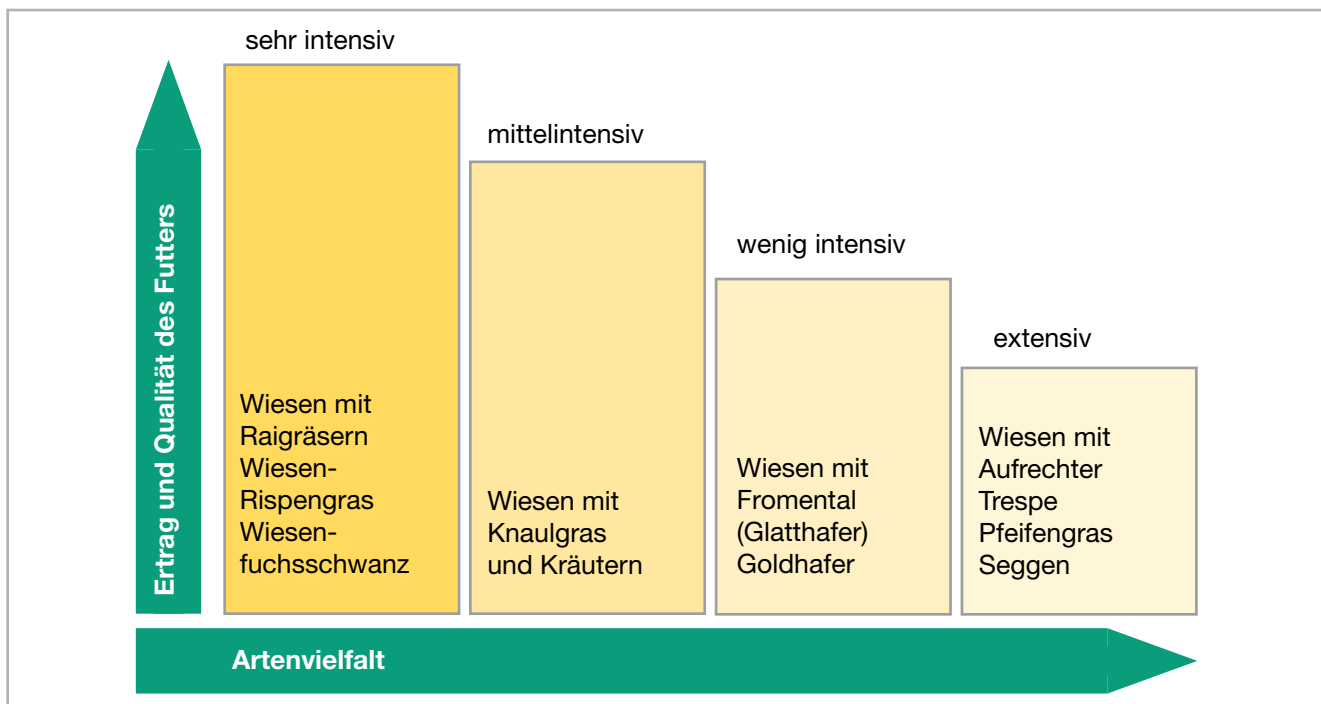 sehr intensiv
mittelintensiv
wenig intensiv
extensiv
Ertrag und Qualität des Futters
Wiesen mit
Raigräsern
Wiesen-
Rispengras
Wiesen-
fuchsschwanz
Wiesen mit
Knaulgras
und Kräutern
Wiesen mit
Fromental
(Glatthafer)
Goldhafer
Wiesen mit
Aufrechter
Trespe
Pfeifengras
Seggen
Artenvielfalt